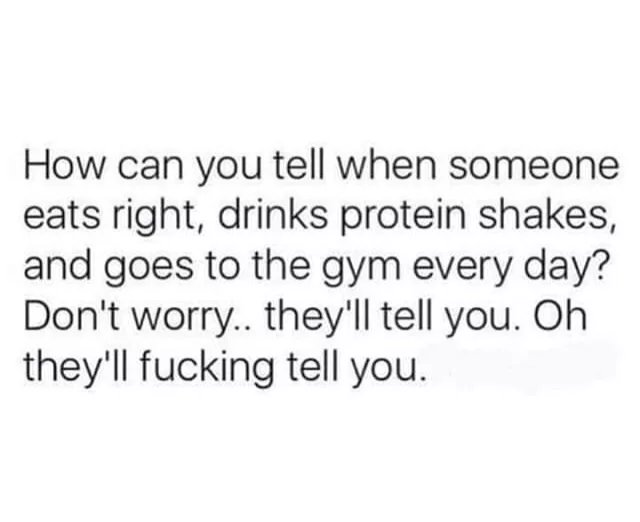 How can you tell when someone
eats right, drinks protein shakes,
and goes to the gym every day?
Don't worry.. they'll tell you. Oh
they'll fucking tell you.